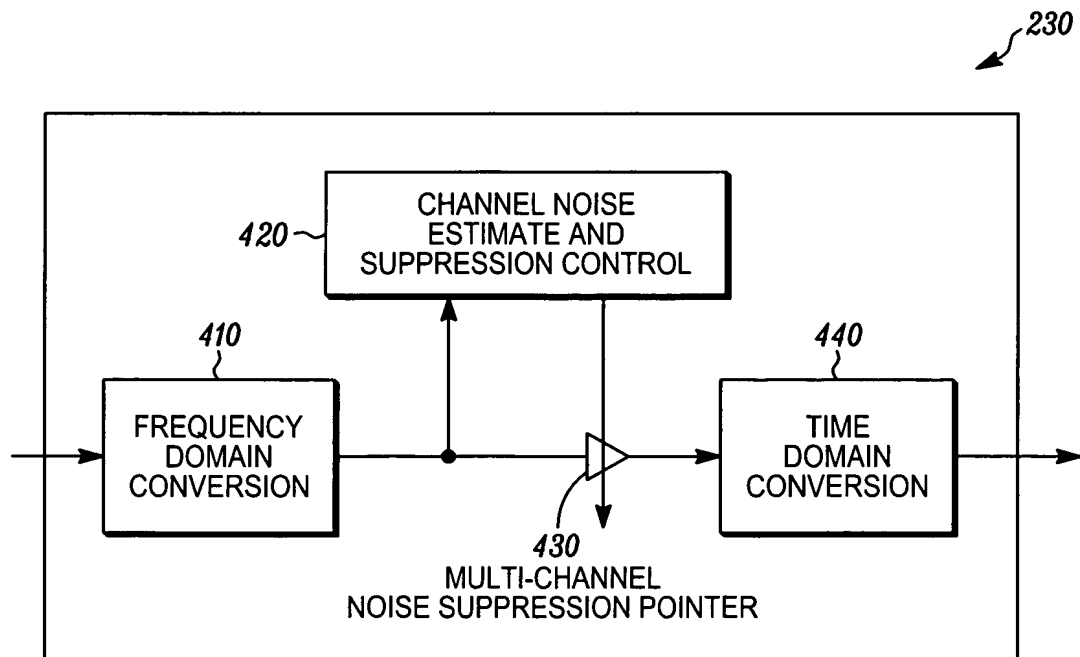 230
CHANNEL NOISE
ESTIMATE AND
SUPPRESSION CONTROL
420
410
440
FREQUENCY
DOMAIN
CONVERSION
TIME
DOMAIN
CONVERSION
430
MULTI-CHANNEL
NOISE SUPPRESSION POINTER